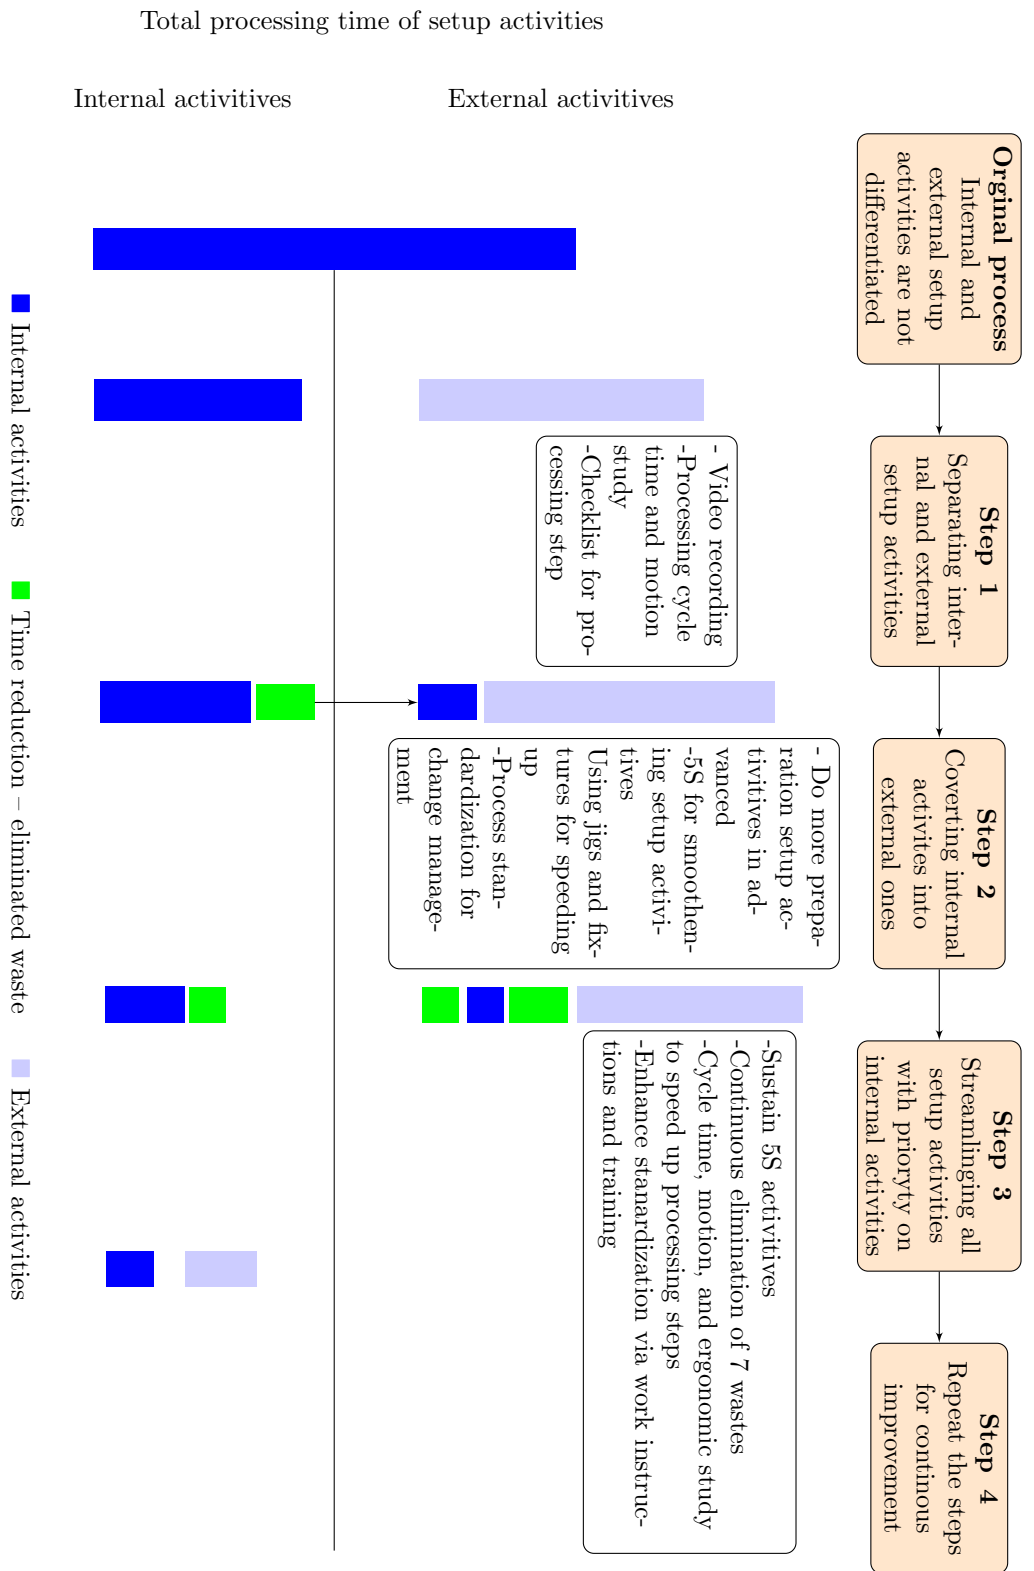 Total processing time of setup activities
Internal activitives
External activitives
Orginal process
Internal and
external setup
activities are not
differentiated
Step 1
Separating inter-
nal and external
setup activities
Step 2
Coverting internal
activites into
external ones
Step 3
Streamlinging all
setup activities
with prioryty on
internal activities
Step 4
Repeat the steps
for continous
improvement
- Video recording
-Processing cycle
time and motion
study
-Checklist for pro-
cessing step
- Do more prepa-
ration setup ac-
tivitives in ad-
vanced
-5S for smoothen-
ing setup activi-
tives
Using jigs and fix-
tures for speeding
up
-Process stan-
dardization for
change manage-
ment
-Sustain 5S activitives
-Continuous elimination of 7 wastes
-Cycle time, motion, and ergonomic study
to speed up processing steps
-Enhance stanardization via work instruc-
tions and training
Internal activities
Time reduction – eliminated waste
External activities